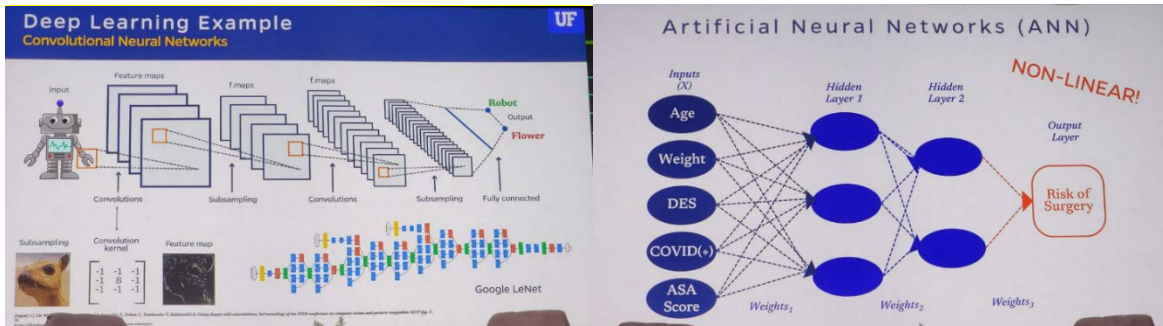 Deep Learning Example
UF
Convolutional Neural Networks
Input
Feature maps
f.maps
f.maps
Robot
Output
Flower
Convolutions
Subsampling
Convolutions
Subsampling
Fully connected
Subsampling
Convolution
kernel
Feature map
-1 -1 -1
-1 8 -1
-1 -1 -1
Google LeNet
Artificial Neural Networks (ANN)
NON-LINEAR!
Inputs
(X)
Hidden
Layer 1
Hidden
Layer 2
Output
Layer
Age
Weight
DES
COVID(+)
ASA
Score
Risk of
Surgery
Weights1
Weights2
Weights3